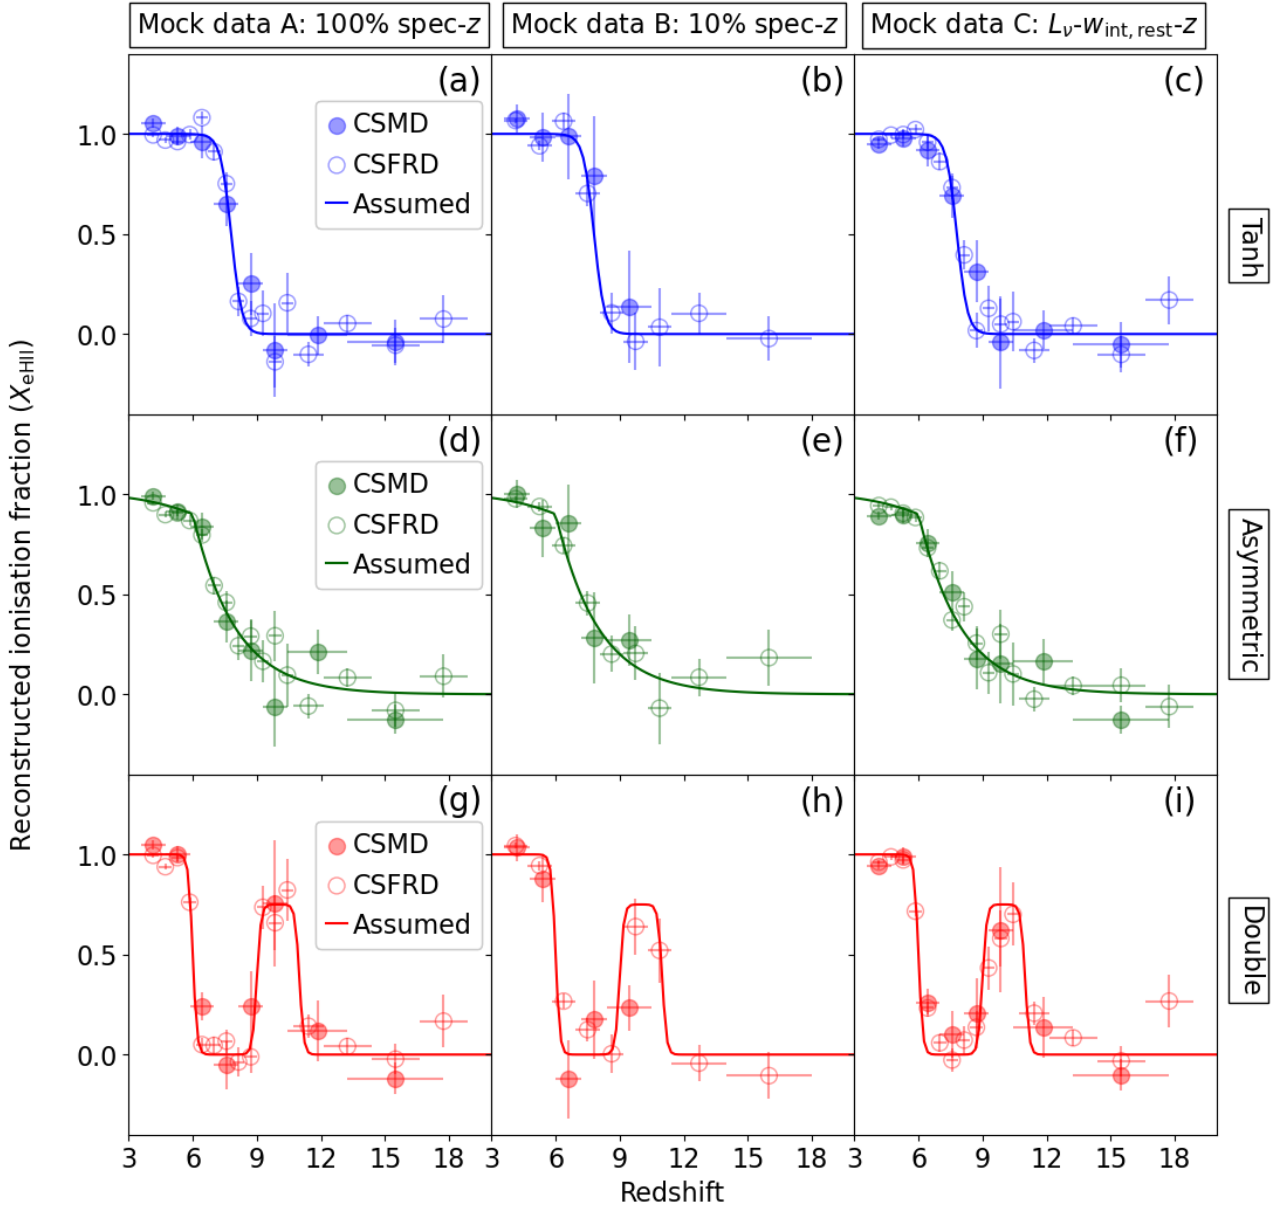 Mock data A: 100% spec-z
Mock data B: 10% spec-z
Mock data C: Lν-wint, rest-z
(a)
(b)
(c)
CSMD
CSFRD
Assumed
1.0
0.5
0.0
Tanh
(d)
(e)
(f)
CSMD
CSFRD
Assumed
1.0
0.5
0.0
Asymmetric
Reconstructed ionisation fraction (XeHII)
(g)
(h)
(i)
CSMD
CSFRD
Assumed
1.0
0.5
0.0
Double
3 6 9 12 15 18 3 6 9 12 15 18 3 6 9 12 15 18
Redshift